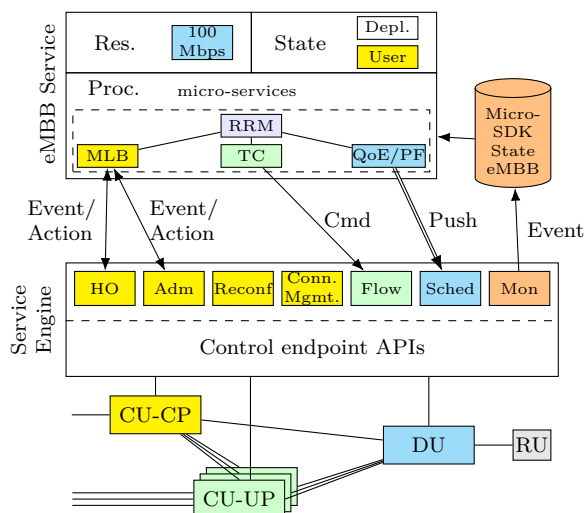 eMBB Service
Res.
100
Mbps
State
Depl.
User
Proc.
micro-services
RRM
MLB
TC
QoE/PF
Micro-
SDK
State
eMBB
Event/
Action
Event/
Action
Cmd
Push
Event
Service
Engine
HO
Adm
Reconf
Conn.
Mgmt.
Flow
Sched
Mon
Control endpoint APIs
CU-CP
DU
RU
CU-UP